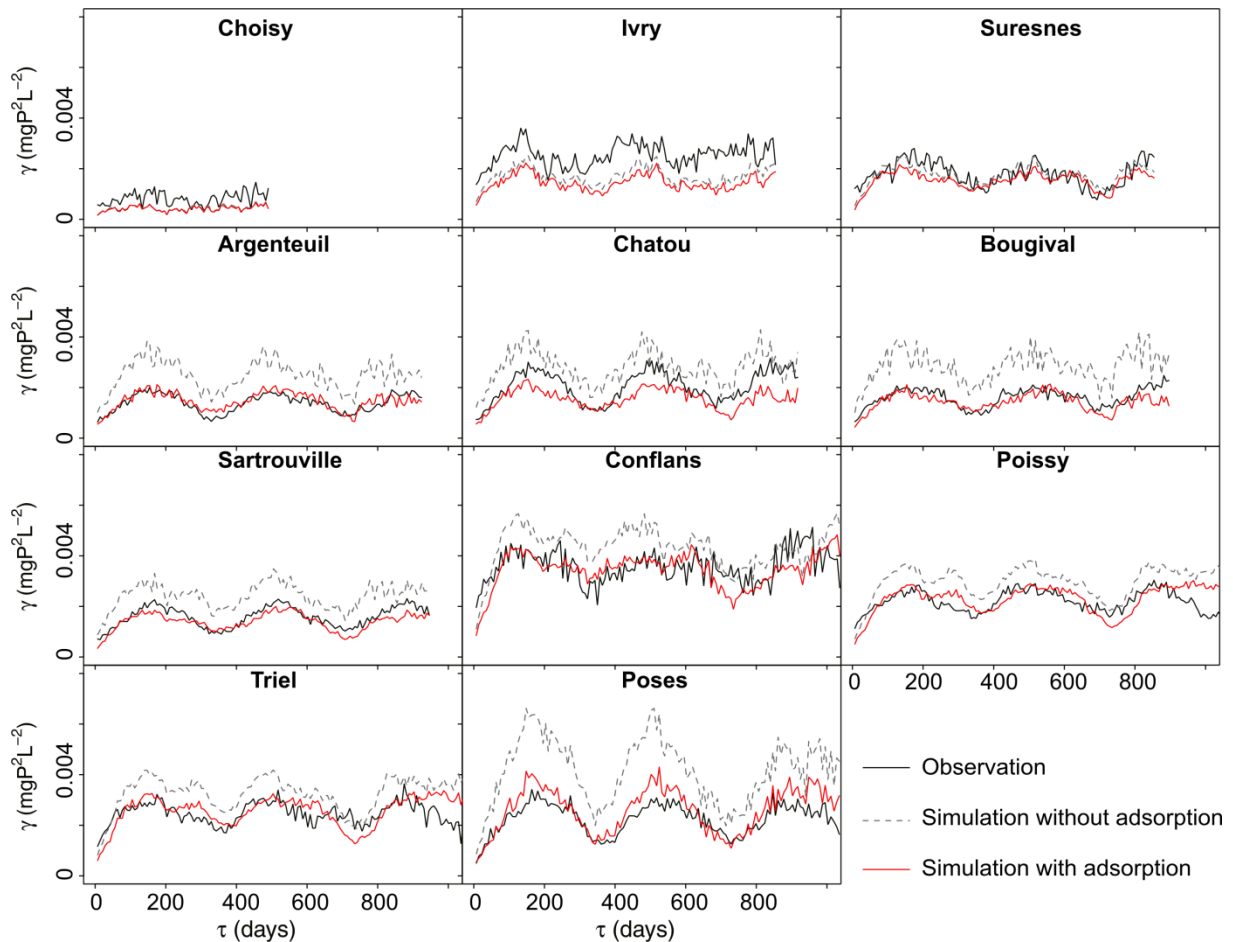 Choisy
Ivry
Suresnes
γ (mgP²L⁻²)
0.004
0
Argenteuil
Chatou
Bougival
γ (mgP²L⁻²)
0.004
0
Sartrouville
Conflans
Poissy
γ (mgP²L⁻²)
0.004
0
Triel
Poses
0 200 400 600 800
γ (mgP²L⁻²)
0.004
0
Observation
Simulation without adsorption
Simulation with adsorption
0 200 400 600 800
0 200 400 600 800
τ (days)
τ (days)